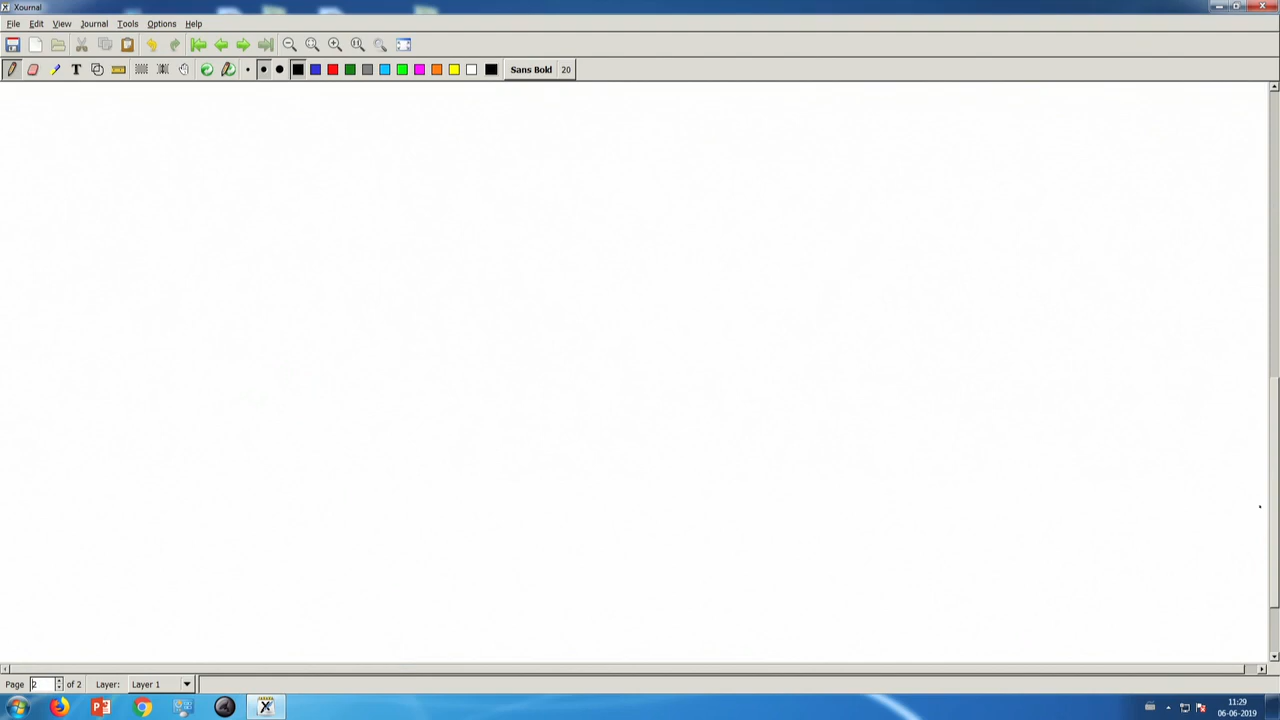 Xournal
File Edit View Journal Tools Options Help
Sans Bold 20
Page 2 of 2 Layer: Layer 1
11:29
06-06-2019